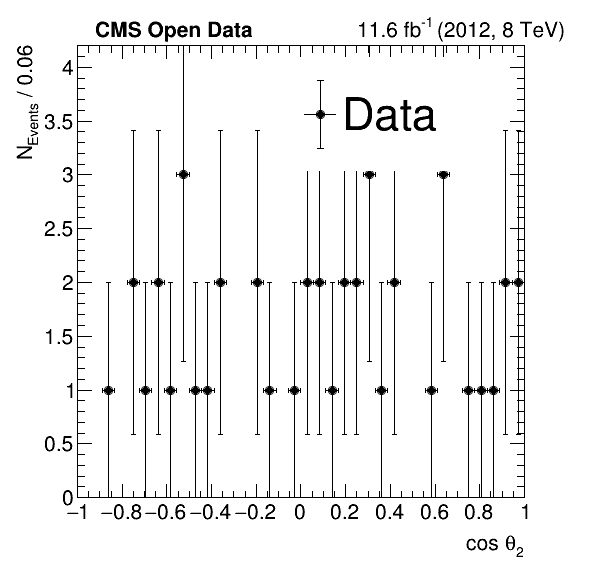 CMS Open Data 11.6 fb⁻¹ (2012, 8 TeV)
N_Events / 0.06
Data
4
3.5
3
2.5
2
1.5
1
0.5
0
−1 −0.8 −0.6 −0.4 −0.2 0 0.2 0.4 0.6 0.8 1
cos θ₂